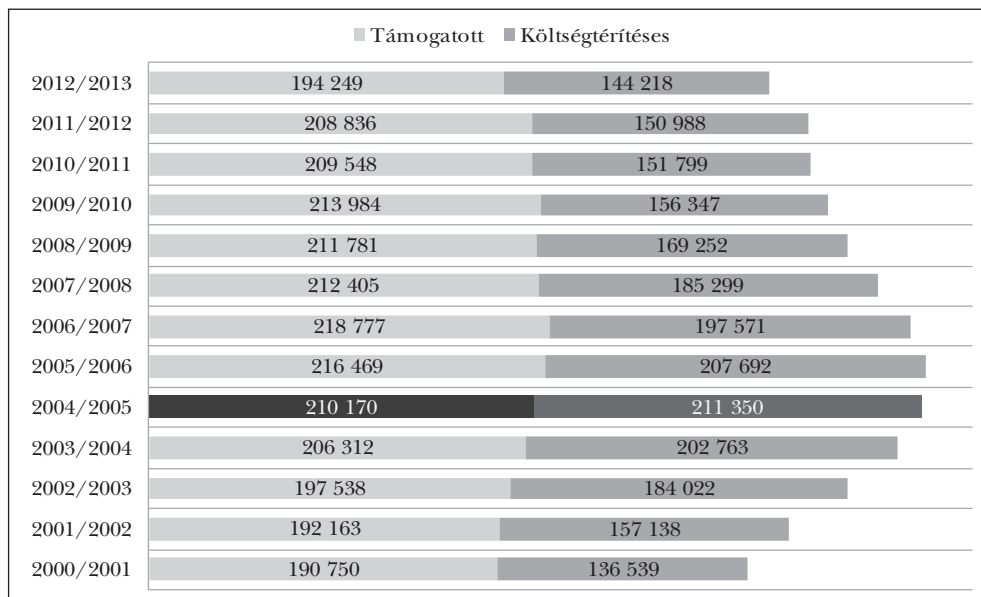 Támogatott Költségtérítéses
2012/2013 194 249 144 218
2011/2012 208 836 150 988
2010/2011 209 548 151 799
2009/2010 213 984 156 347
2008/2009 211 781 169 252
2007/2008 212 405 185 299
2006/2007 218 777 197 571
2005/2006 216 469 207 692
2004/2005 210 170 211 350
2003/2004 206 312 202 763
2002/2003 197 538 184 022
2001/2002 192 163 157 138
2000/2001 190 750 136 539